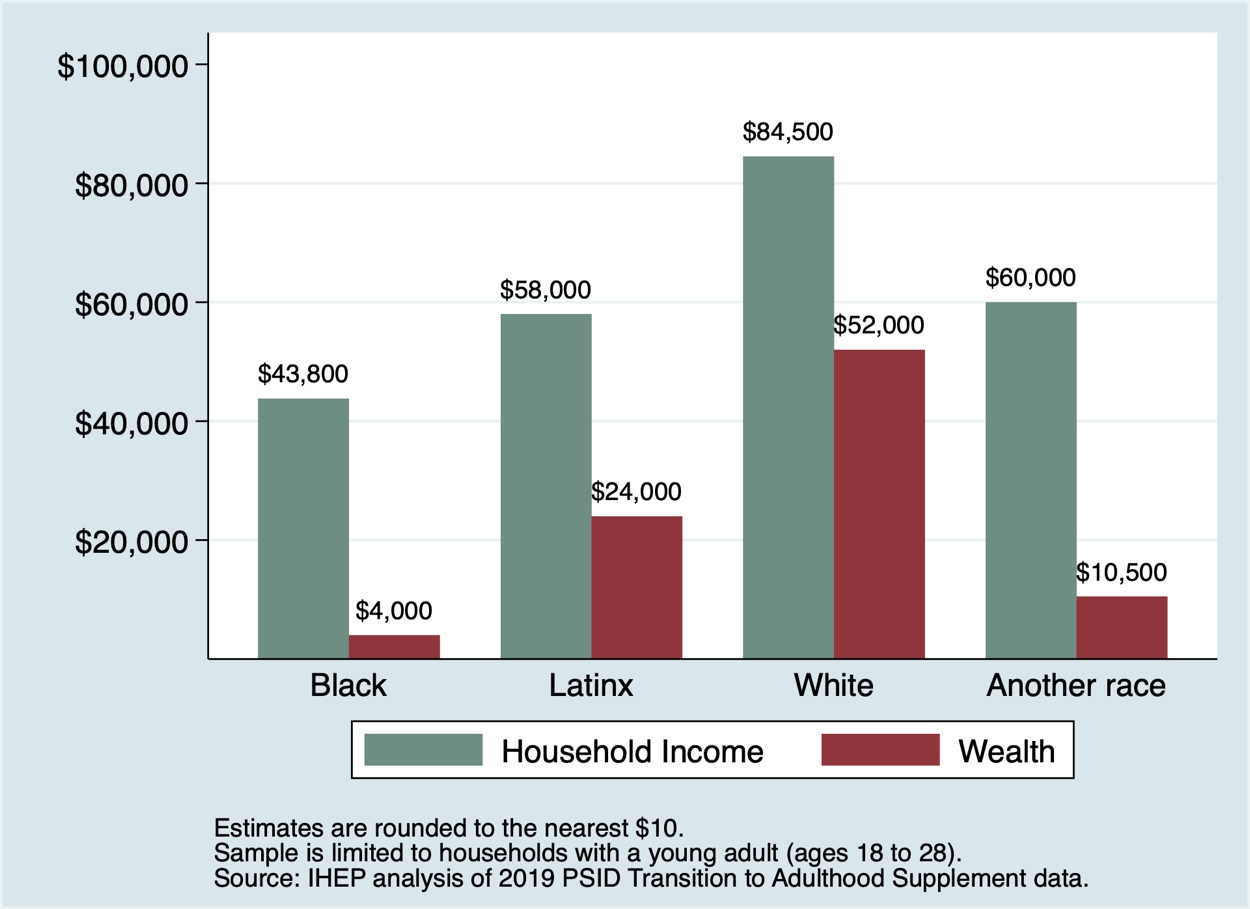 $100,000
$80,000
$60,000
$40,000
$20,000
$43,800
$4,000
$58,000
$24,000
$84,500
$52,000
$60,000
$10,500
Black
Latinx
White
Another race
Household Income
Wealth
Estimates are rounded to the nearest $10.
Sample is limited to households with a young adult (ages 18 to 28).
Source: IHEP analysis of 2019 PSID Transition to Adulthood Supplement data.